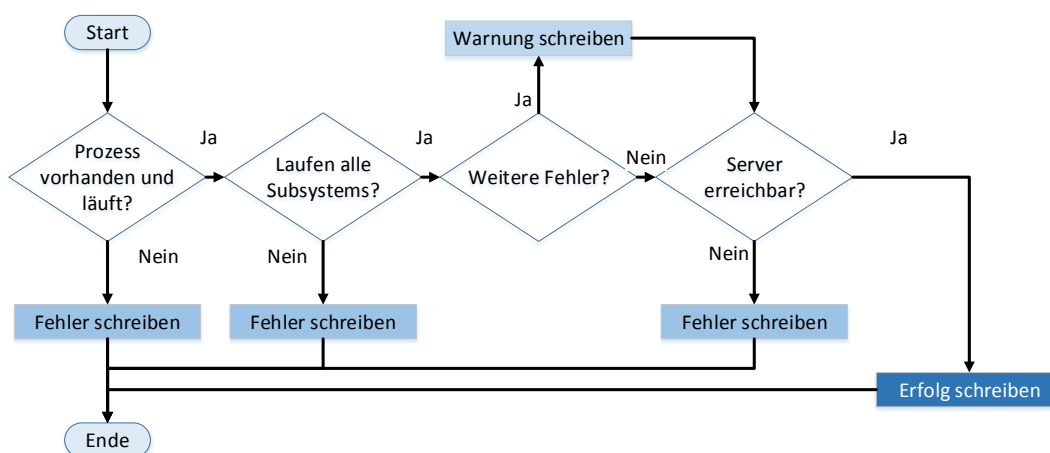 Start
Warnung schreiben
Ja
Ja
Ja
Ja
Prozess
vorhanden und
läuft?
Laufen alle
Subsystems?
Weitere Fehler?
Nein
Server
erreichbar?
Nein
Nein
Nein
Fehler schreiben
Fehler schreiben
Fehler schreiben
Erfolg schreiben
Ende